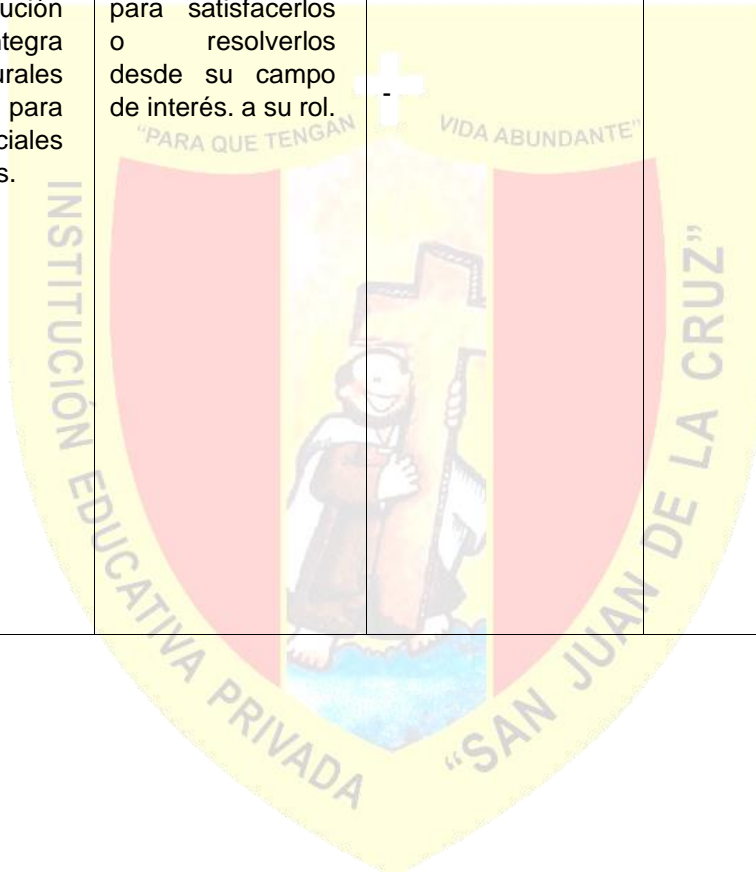 ución
ntegra
urales
para
ciales
s.
para satisfacerlos
o resolverlos
desde su campo
de interés. a su rol.
-
"PARA QUE TENGAN VIDA ABUNDANTE"
INSTITUCIÓN EDUCATIVA PRIVADA
"SAN JUAN DE LA CRUZ"